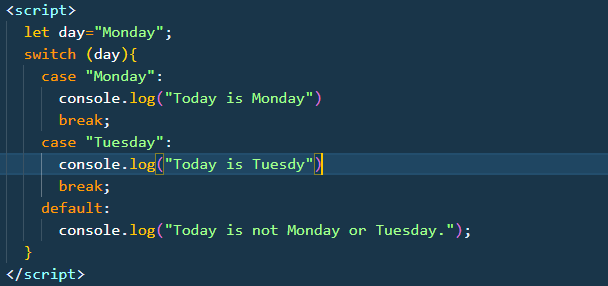 <script>
let day="Monday";
switch (day){
case "Monday":
console.log("Today is Monday")
break;
case "Tuesday":
console.log("Today is Tuesdy")
break;
default:
console.log("Today is not Monday or Tuesday.");
}
</script>